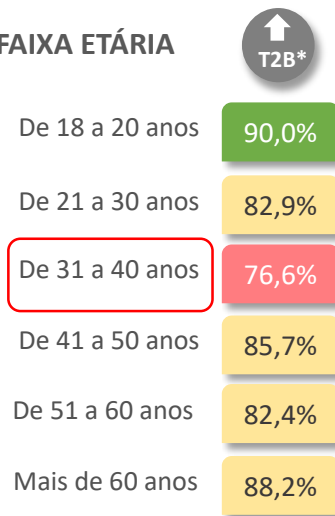 FAIXA ETÁRIA
T2B*
De 18 a 20 anos 90,0%
De 21 a 30 anos 82,9%
De 31 a 40 anos 76,6%
De 41 a 50 anos 85,7%
De 51 a 60 anos 82,4%
Mais de 60 anos 88,2%